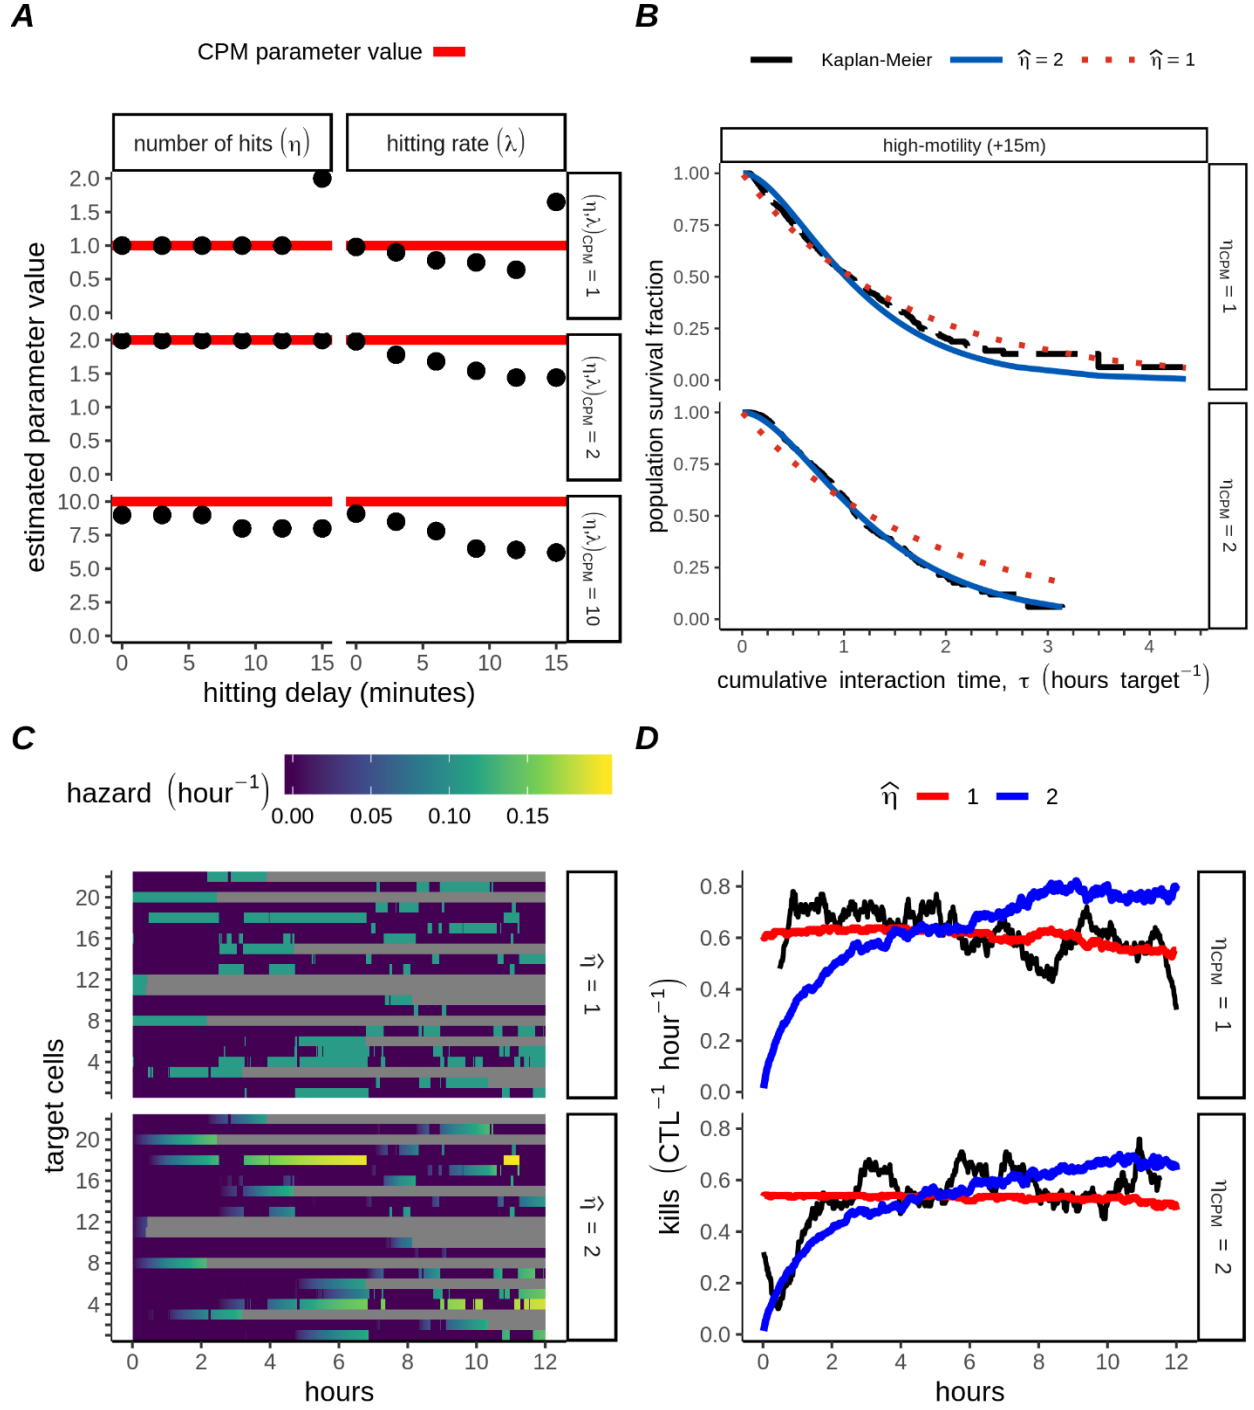 A
CPM parameter value
number of hits (η)
hitting rate (λ)
estimated parameter value
2.0
1.5
1.0
0.5
0.0
(η,λ)CPM = 1
2.0
1.5
1.0
0.5
0.0
(η,λ)CPM = 2
10.0
7.5
5.0
2.5
0.0
(η,λ)CPM = 10
0 5 10 15 0 5 10 15
hitting delay (minutes)
B
Kaplan-Meier η̂ = 2 η̂ = 1
high-motility (+15m)
population survival fraction
1.00
0.75
0.50
0.25
0.00
ηCPM = 1
1.00
0.75
0.50
0.25
0.00
ηCPM = 2
0 1 2 3 4
cumulative interaction time, τ (hours target⁻¹)
C
hazard (hour⁻¹)
0.00 0.05 0.10 0.15
target cells
20
16
12
8
4
η̂ = 1
20
16
12
8
4
η̂ = 2
0 2 4 6 8 10 12
hours
D
η̂ 1 2
kills (CTL⁻¹ hour⁻¹)
0.8
0.6
0.4
0.2
0.0
ηCPM = 1
0.8
0.6
0.4
0.2
0.0
ηCPM = 2
0 2 4 6 8 10 12
hours